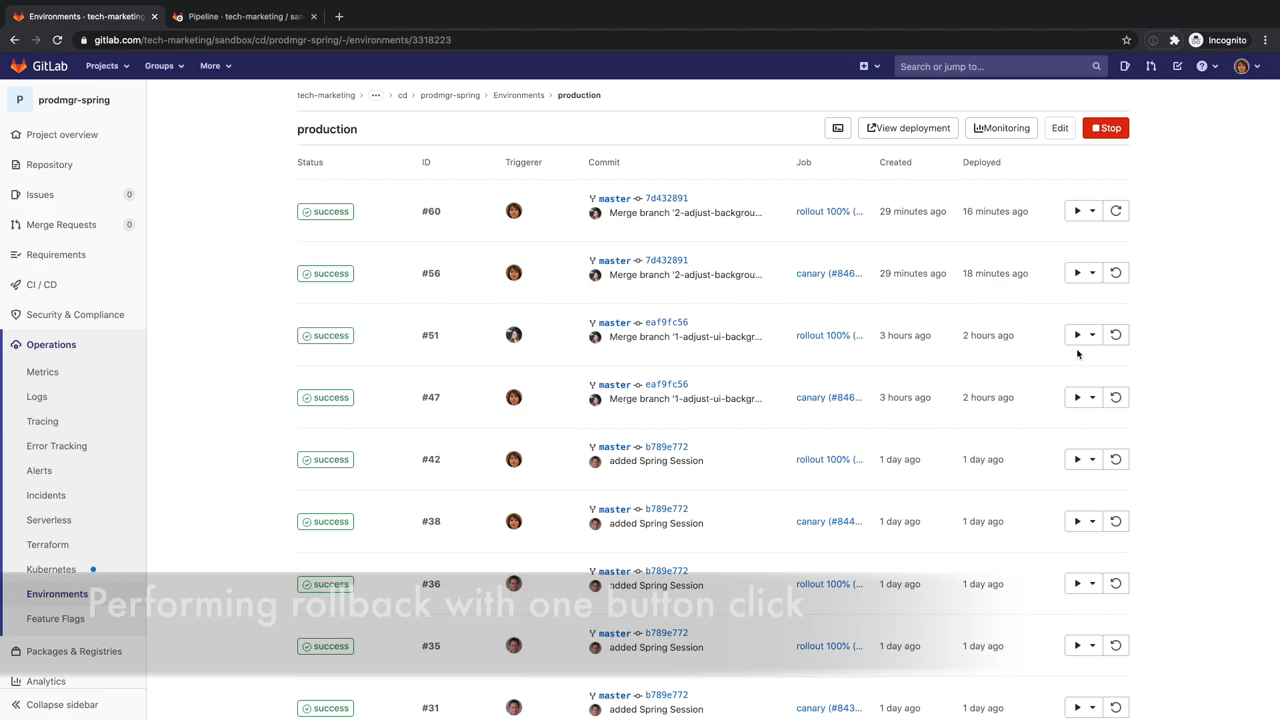 Environments · tech-marketing
Pipeline · tech-marketing / san
gitlab.com/tech-marketing/sandbox/cd/prodmgr-spring/-/environments/3318223
Incognito
GitLab Projects Groups More
Search or jump to...
P prodmgr-spring
Project overview
Repository
Issues 0
Merge Requests 0
Requirements
CI / CD
Security & Compliance
Operations
Metrics
Logs
Tracing
Error Tracking
Alerts
Incidents
Serverless
Terraform
Kubernetes
Environments
Feature Flags
Packages & Registries
Analytics
Collapse sidebar
tech-marketing > ... > cd > prodmgr-spring > Environments > production
production
View deployment Monitoring Edit Stop
Status ID Triggerer Commit Job Created Deployed
success #60 master 7d432891 rollout 100% (... 29 minutes ago 16 minutes ago
Merge branch '2-adjust-backgrou...
success #56 master 7d432891 canary (#846... 29 minutes ago 18 minutes ago
Merge branch '2-adjust-backgrou...
success #51 master eaf9fc56 rollout 100% (... 3 hours ago 2 hours ago
Merge branch '1-adjust-ui-backgr...
success #47 master eaf9fc56 canary (#846... 3 hours ago 2 hours ago
Merge branch '1-adjust-ui-backgr...
success #42 master b789e772 rollout 100% (... 1 day ago 1 day ago
added Spring Session
success #38 master b789e772 canary (#844... 1 day ago 1 day ago
added Spring Session
success #36 master b789e772 rollout 100% (... 1 day ago 1 day ago
added Spring Session
Performing rollback with one button click
success #35 master b789e772 rollout 100% (... 1 day ago 1 day ago
added Spring Session
success #31 master b789e772 canary (#843... 1 day ago 1 day ago
added Spring Session